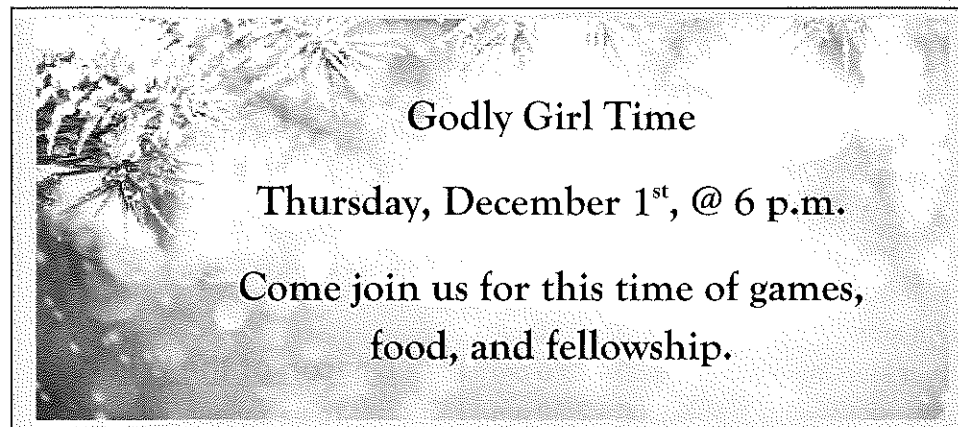 Godly Girl Time
Thursday, December 1st, @ 6 p.m.
Come join us for this time of games,
food, and fellowship.